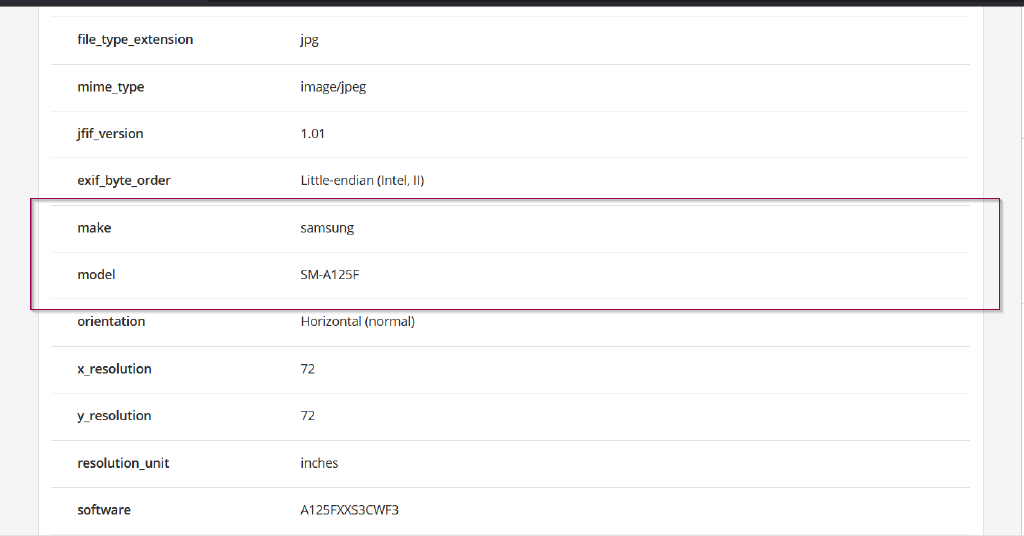 file_type_extension jpg
mime_type image/jpeg
jfif_version 1.01
exif_byte_order Little-endian (Intel, II)
make samsung
model SM-A125F
orientation Horizontal (normal)
x_resolution 72
y_resolution 72
resolution_unit inches
software A125FXXS3CWF3